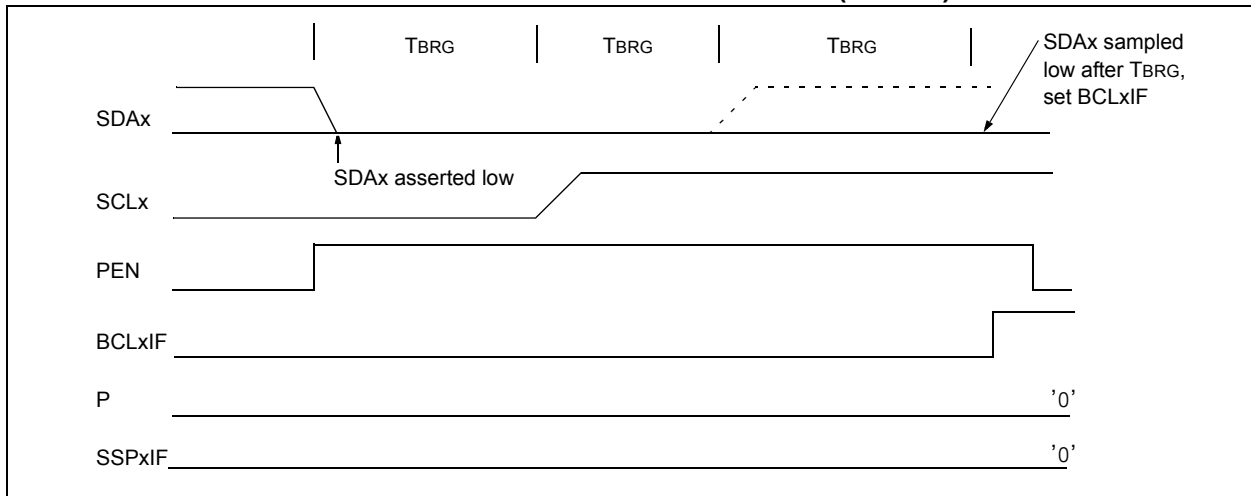 TBRG TBRG TBRG
SDAx sampled
low after TBRG,
set BCLxIF
SDAx
SDAx asserted low
SCLx
PEN
BCLxIF
P '0'
SSPxIF '0'